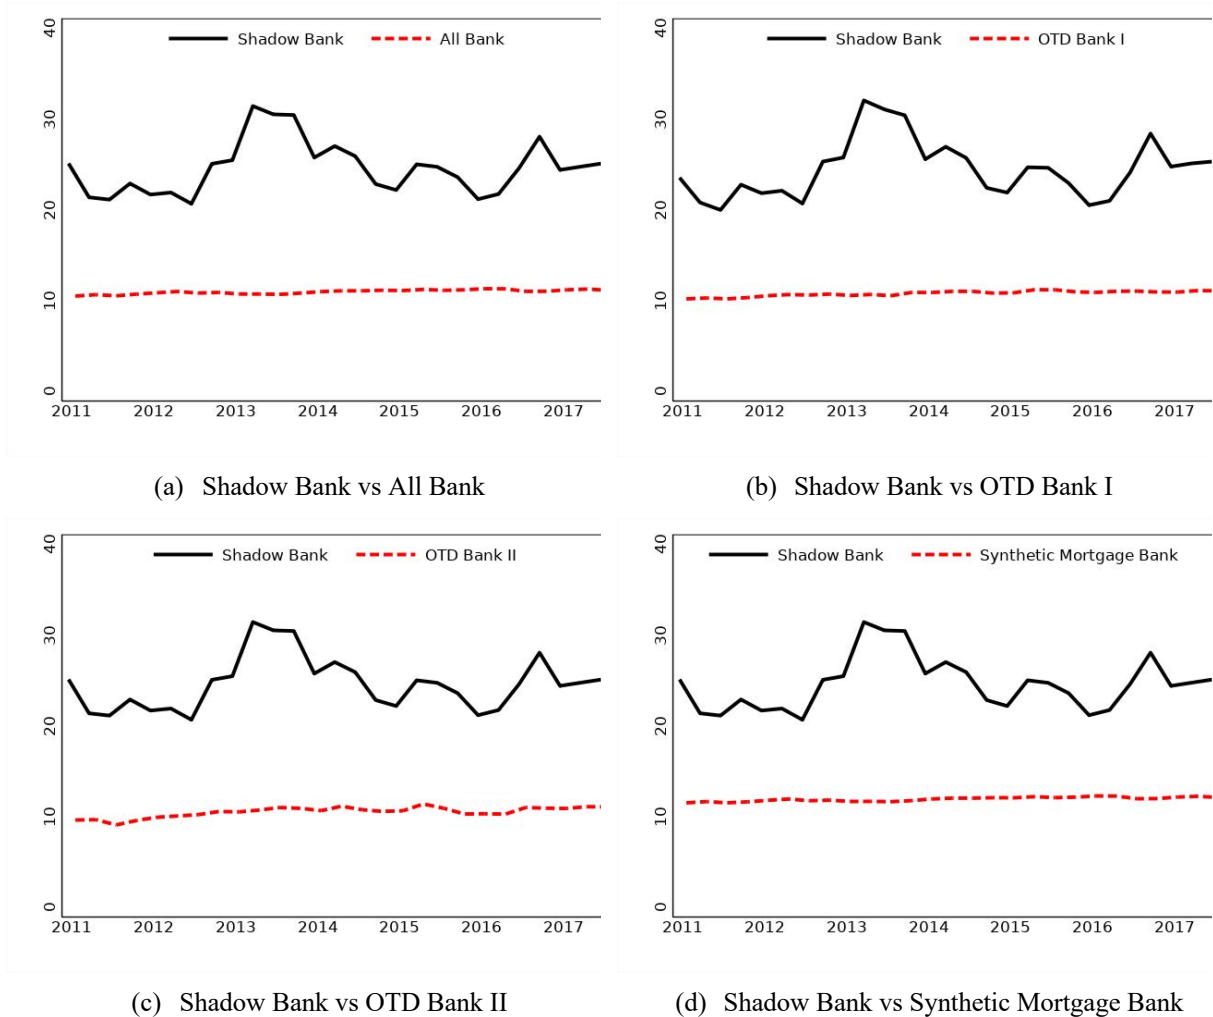 40
30
20
10
0
Shadow Bank
All Bank
2011 2012 2013 2014 2015 2016 2017
(a) Shadow Bank vs All Bank
40
30
20
10
0
Shadow Bank
OTD Bank I
2011 2012 2013 2014 2015 2016 2017
(b) Shadow Bank vs OTD Bank I
40
30
20
10
0
Shadow Bank
OTD Bank II
2011 2012 2013 2014 2015 2016 2017
(c) Shadow Bank vs OTD Bank II
40
30
20
10
0
Shadow Bank
Synthetic Mortgage Bank
2011 2012 2013 2014 2015 2016 2017
(d) Shadow Bank vs Synthetic Mortgage Bank